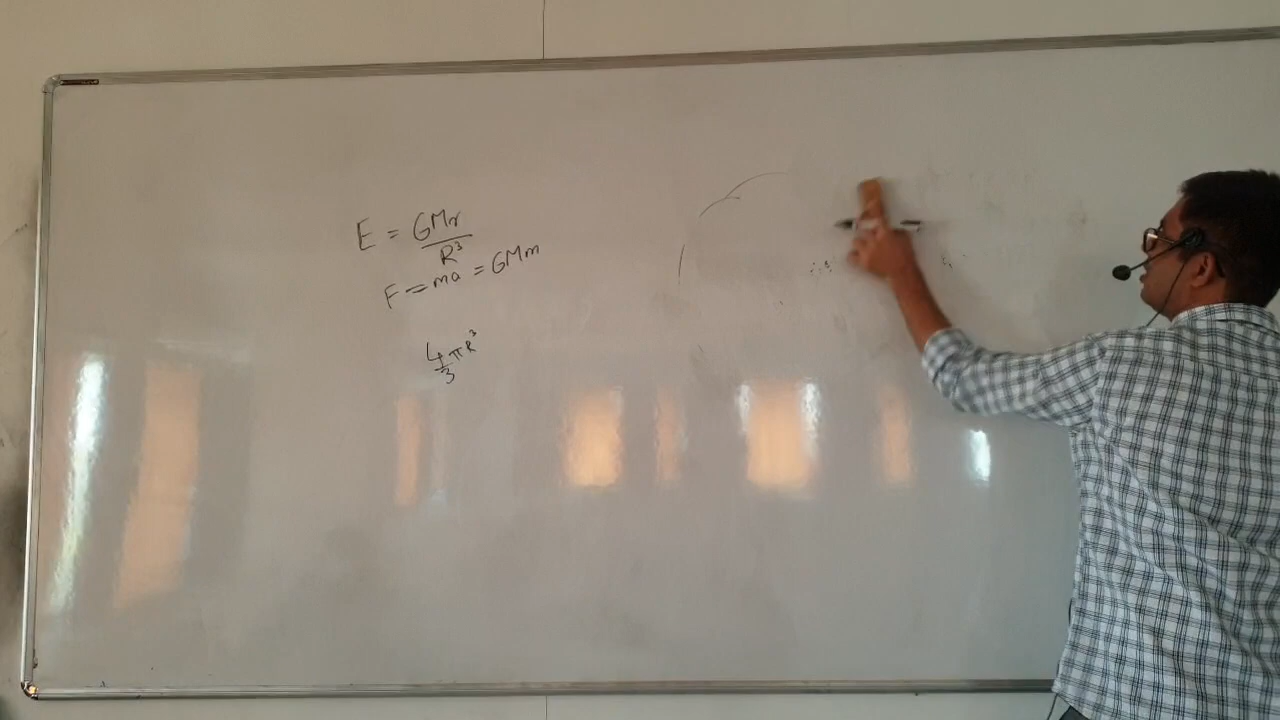 E = GMr/R³
F = ma = GMm
4/3 πR³